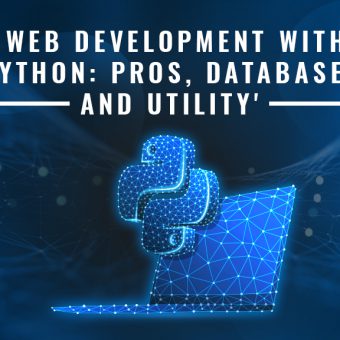 WEB DEVELOPMENT WITH
YTHON: PROS, DATABASE
AND UTILITY'